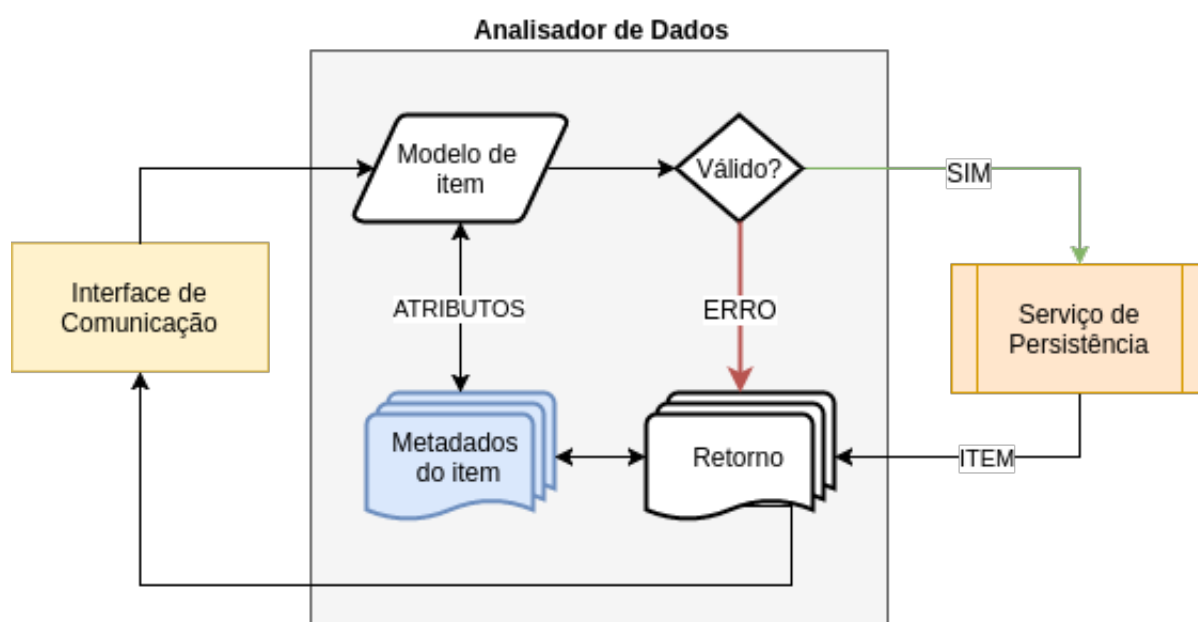 Analisador de Dados
Modelo de
item
Válido?
SIM
Interface de
Comunicação
ATRIBUTOS
ERRO
Serviço de
Persistência
Metadados
do item
Retorno
ITEM